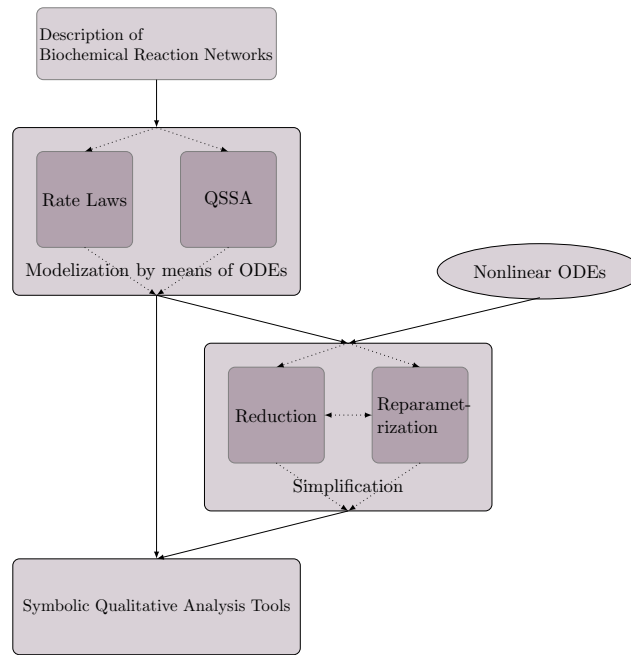 Description of
Biochemical Reaction Networks
Rate Laws
QSSA
Modelization by means of ODEs
Nonlinear ODEs
Reduction
Reparamet-
rization
Simplification
Symbolic Qualitative Analysis Tools